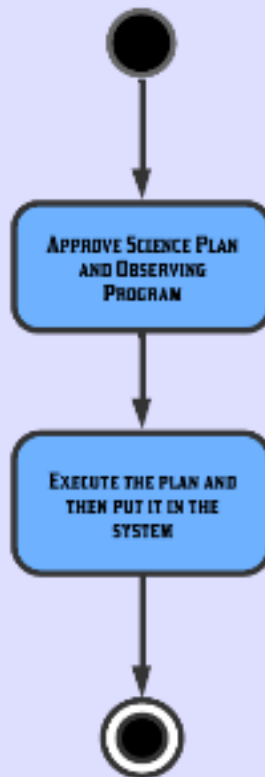 Approve Science Plan
and Observing
Program
Execute the plan and
then put it in the
system